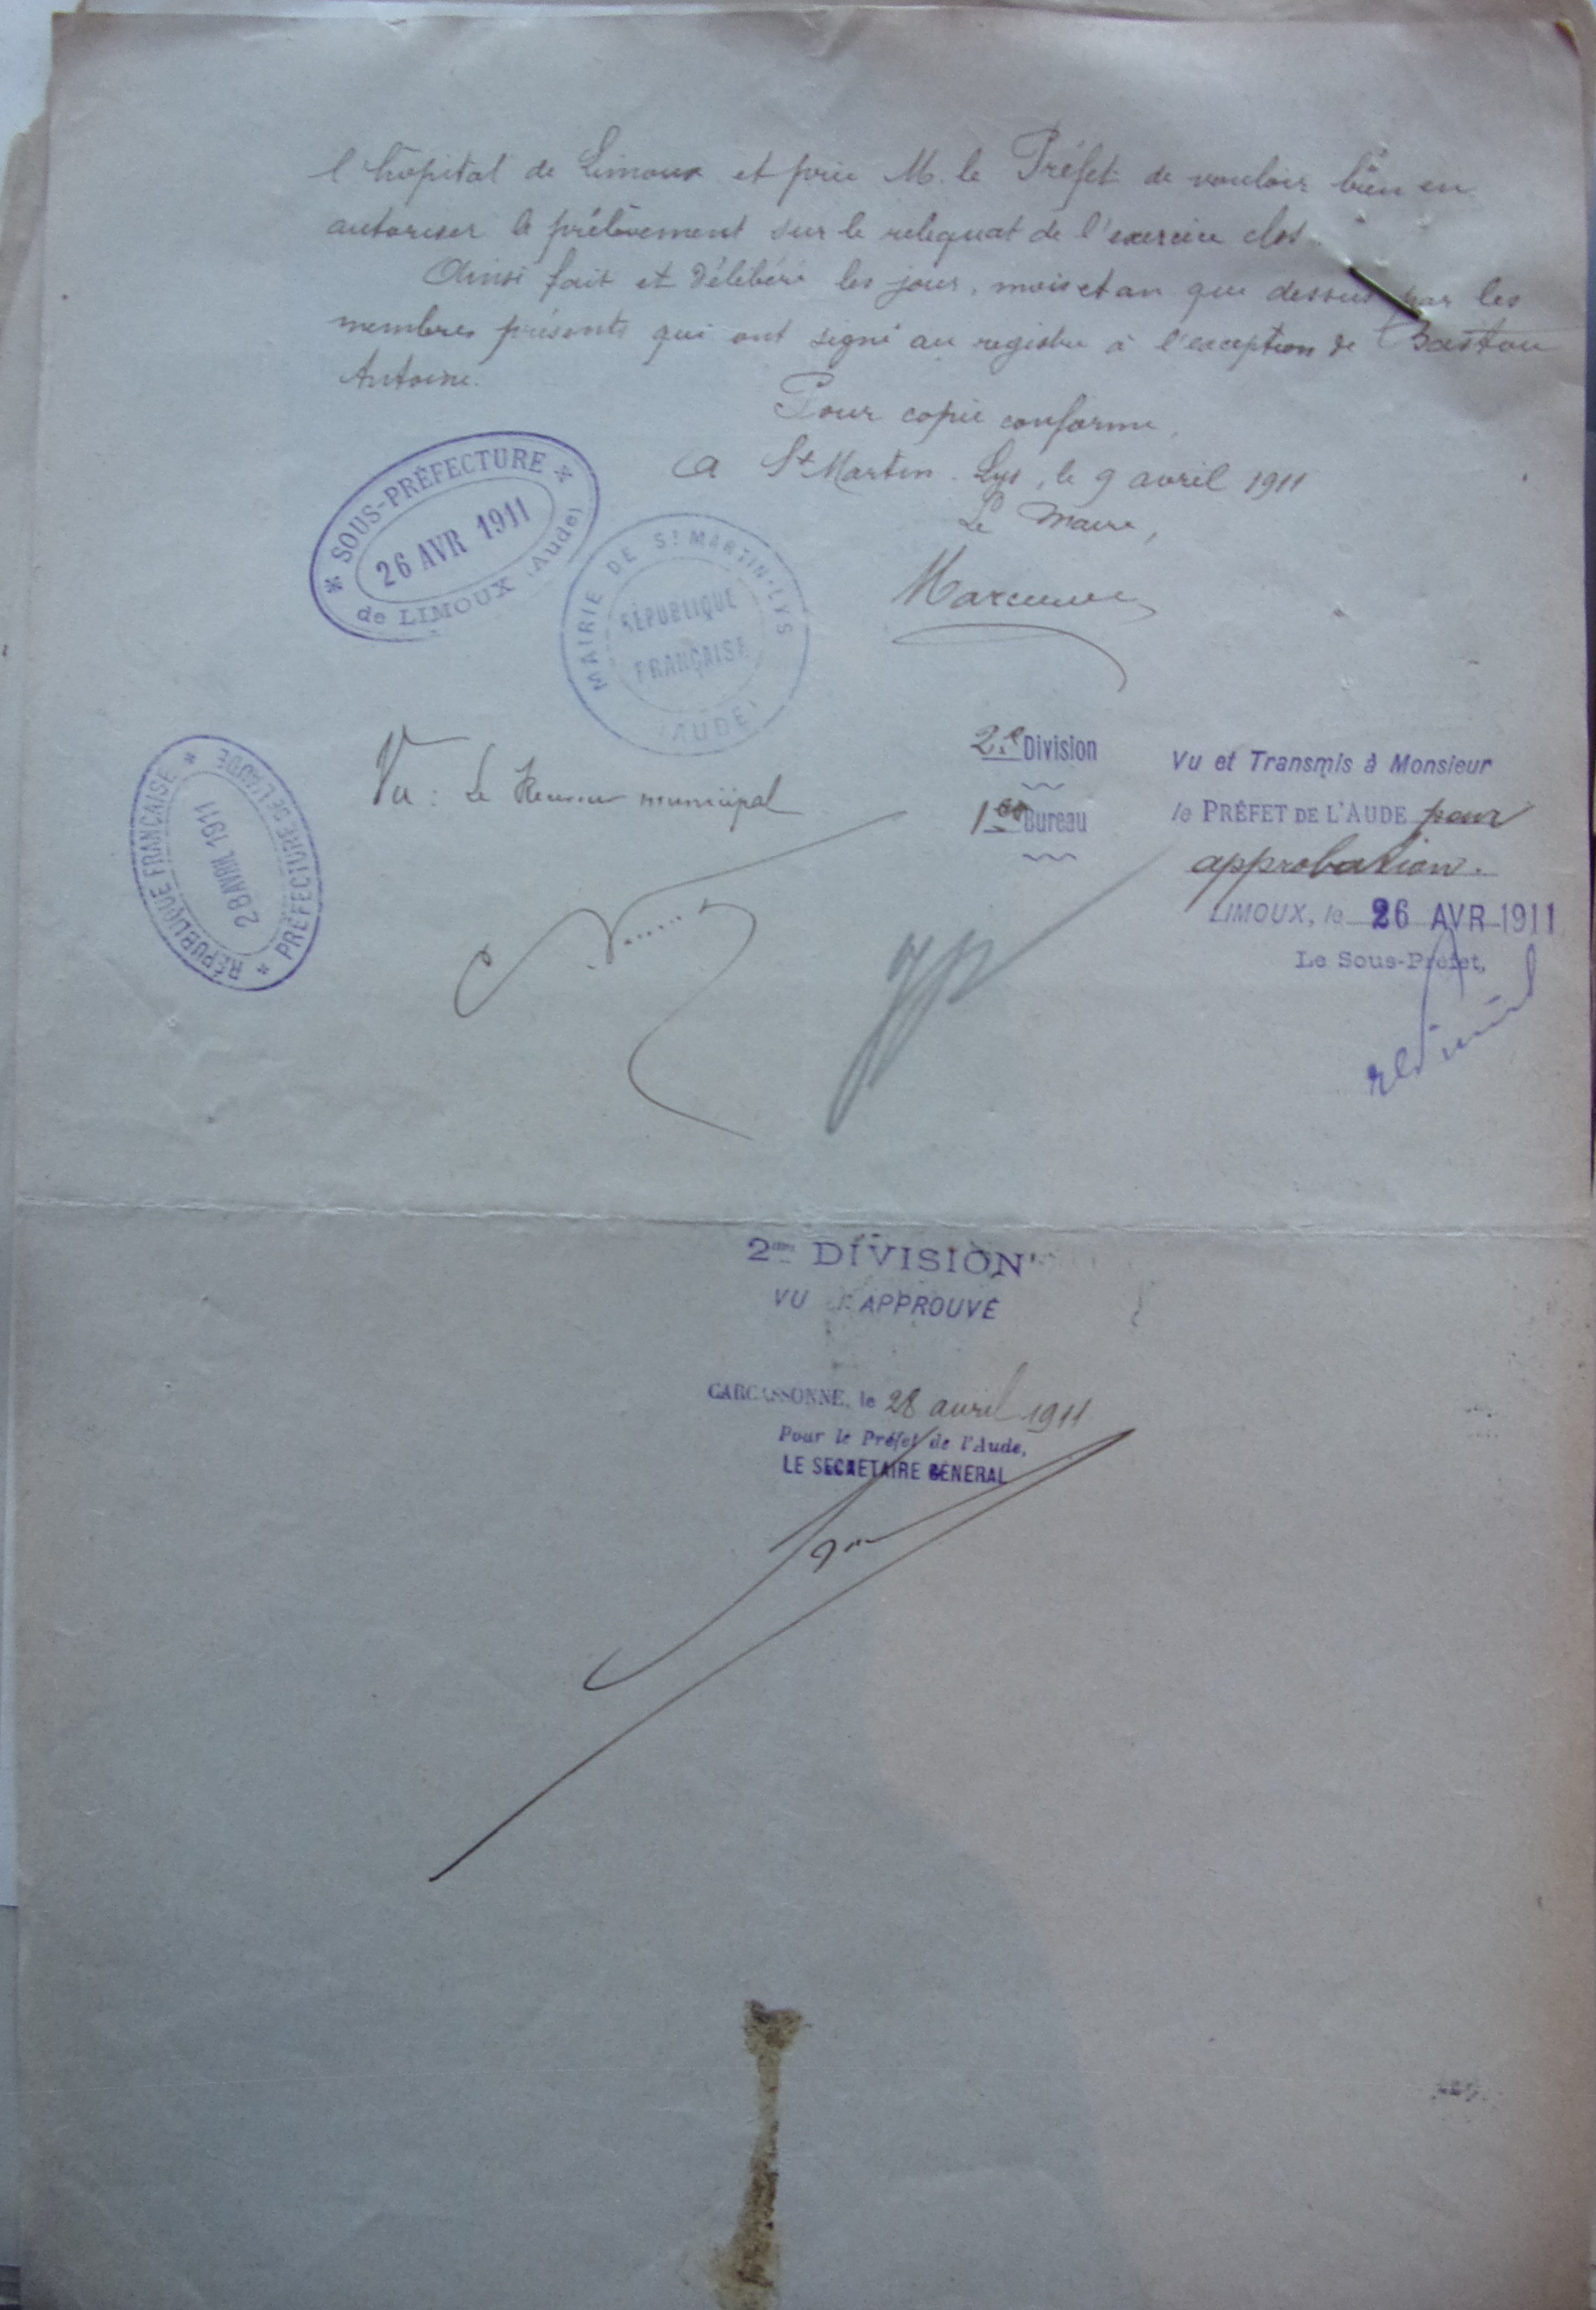 l'hôpital de Limoux et prie M. le Préfet de vouloir bien en
autoriser le prélèvement sur le reliquat de l'exercice clos.
Ainsi fait et délibéré les jour, mois et an que dessus par les
membres présents qui ont signé au registre à l'exception de Bastou
Antoine.
Pour copie conforme,
A St Martin-Lys, le 9 avril 1911
Le Maire,
SOUS-PRÉFECTURE
26 AVR 1911
de LIMOUX (Aude)
MAIRIE DE St MARTIN-LYS
RÉPUBLIQUE
FRANÇAISE
(AUDE)
RÉPUBLIQUE FRANÇAISE
28 AVRIL 1911
PRÉFECTURE DE L'AUDE
Vu : Le Receveur municipal
2e Division
1er Bureau
Vu et Transmis à Monsieur
le PRÉFET DE L'AUDE pour
approbation.
LIMOUX, le 26 AVR 1911
Le Sous-Préfet,
2me DIVISION
VU APPROUVÉ
CARCASSONNE, le 28 avril 1911
Pour le Préfet de l'Aude,
LE SECRETAIRE GÉNERAL